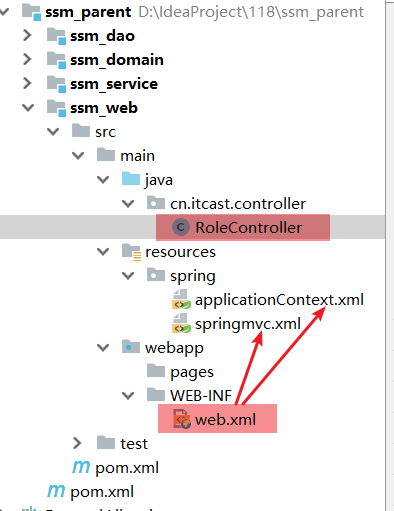 ssm_parent D:\IdeaProject\118\ssm_parent
ssm_dao
ssm_domain
ssm_service
ssm_web
src
main
java
cn.itcast.controller
C RoleController
resources
spring
applicationContext.xml
springmvc.xml
webapp
pages
WEB-INF
web.xml
test
m pom.xml
m pom.xml